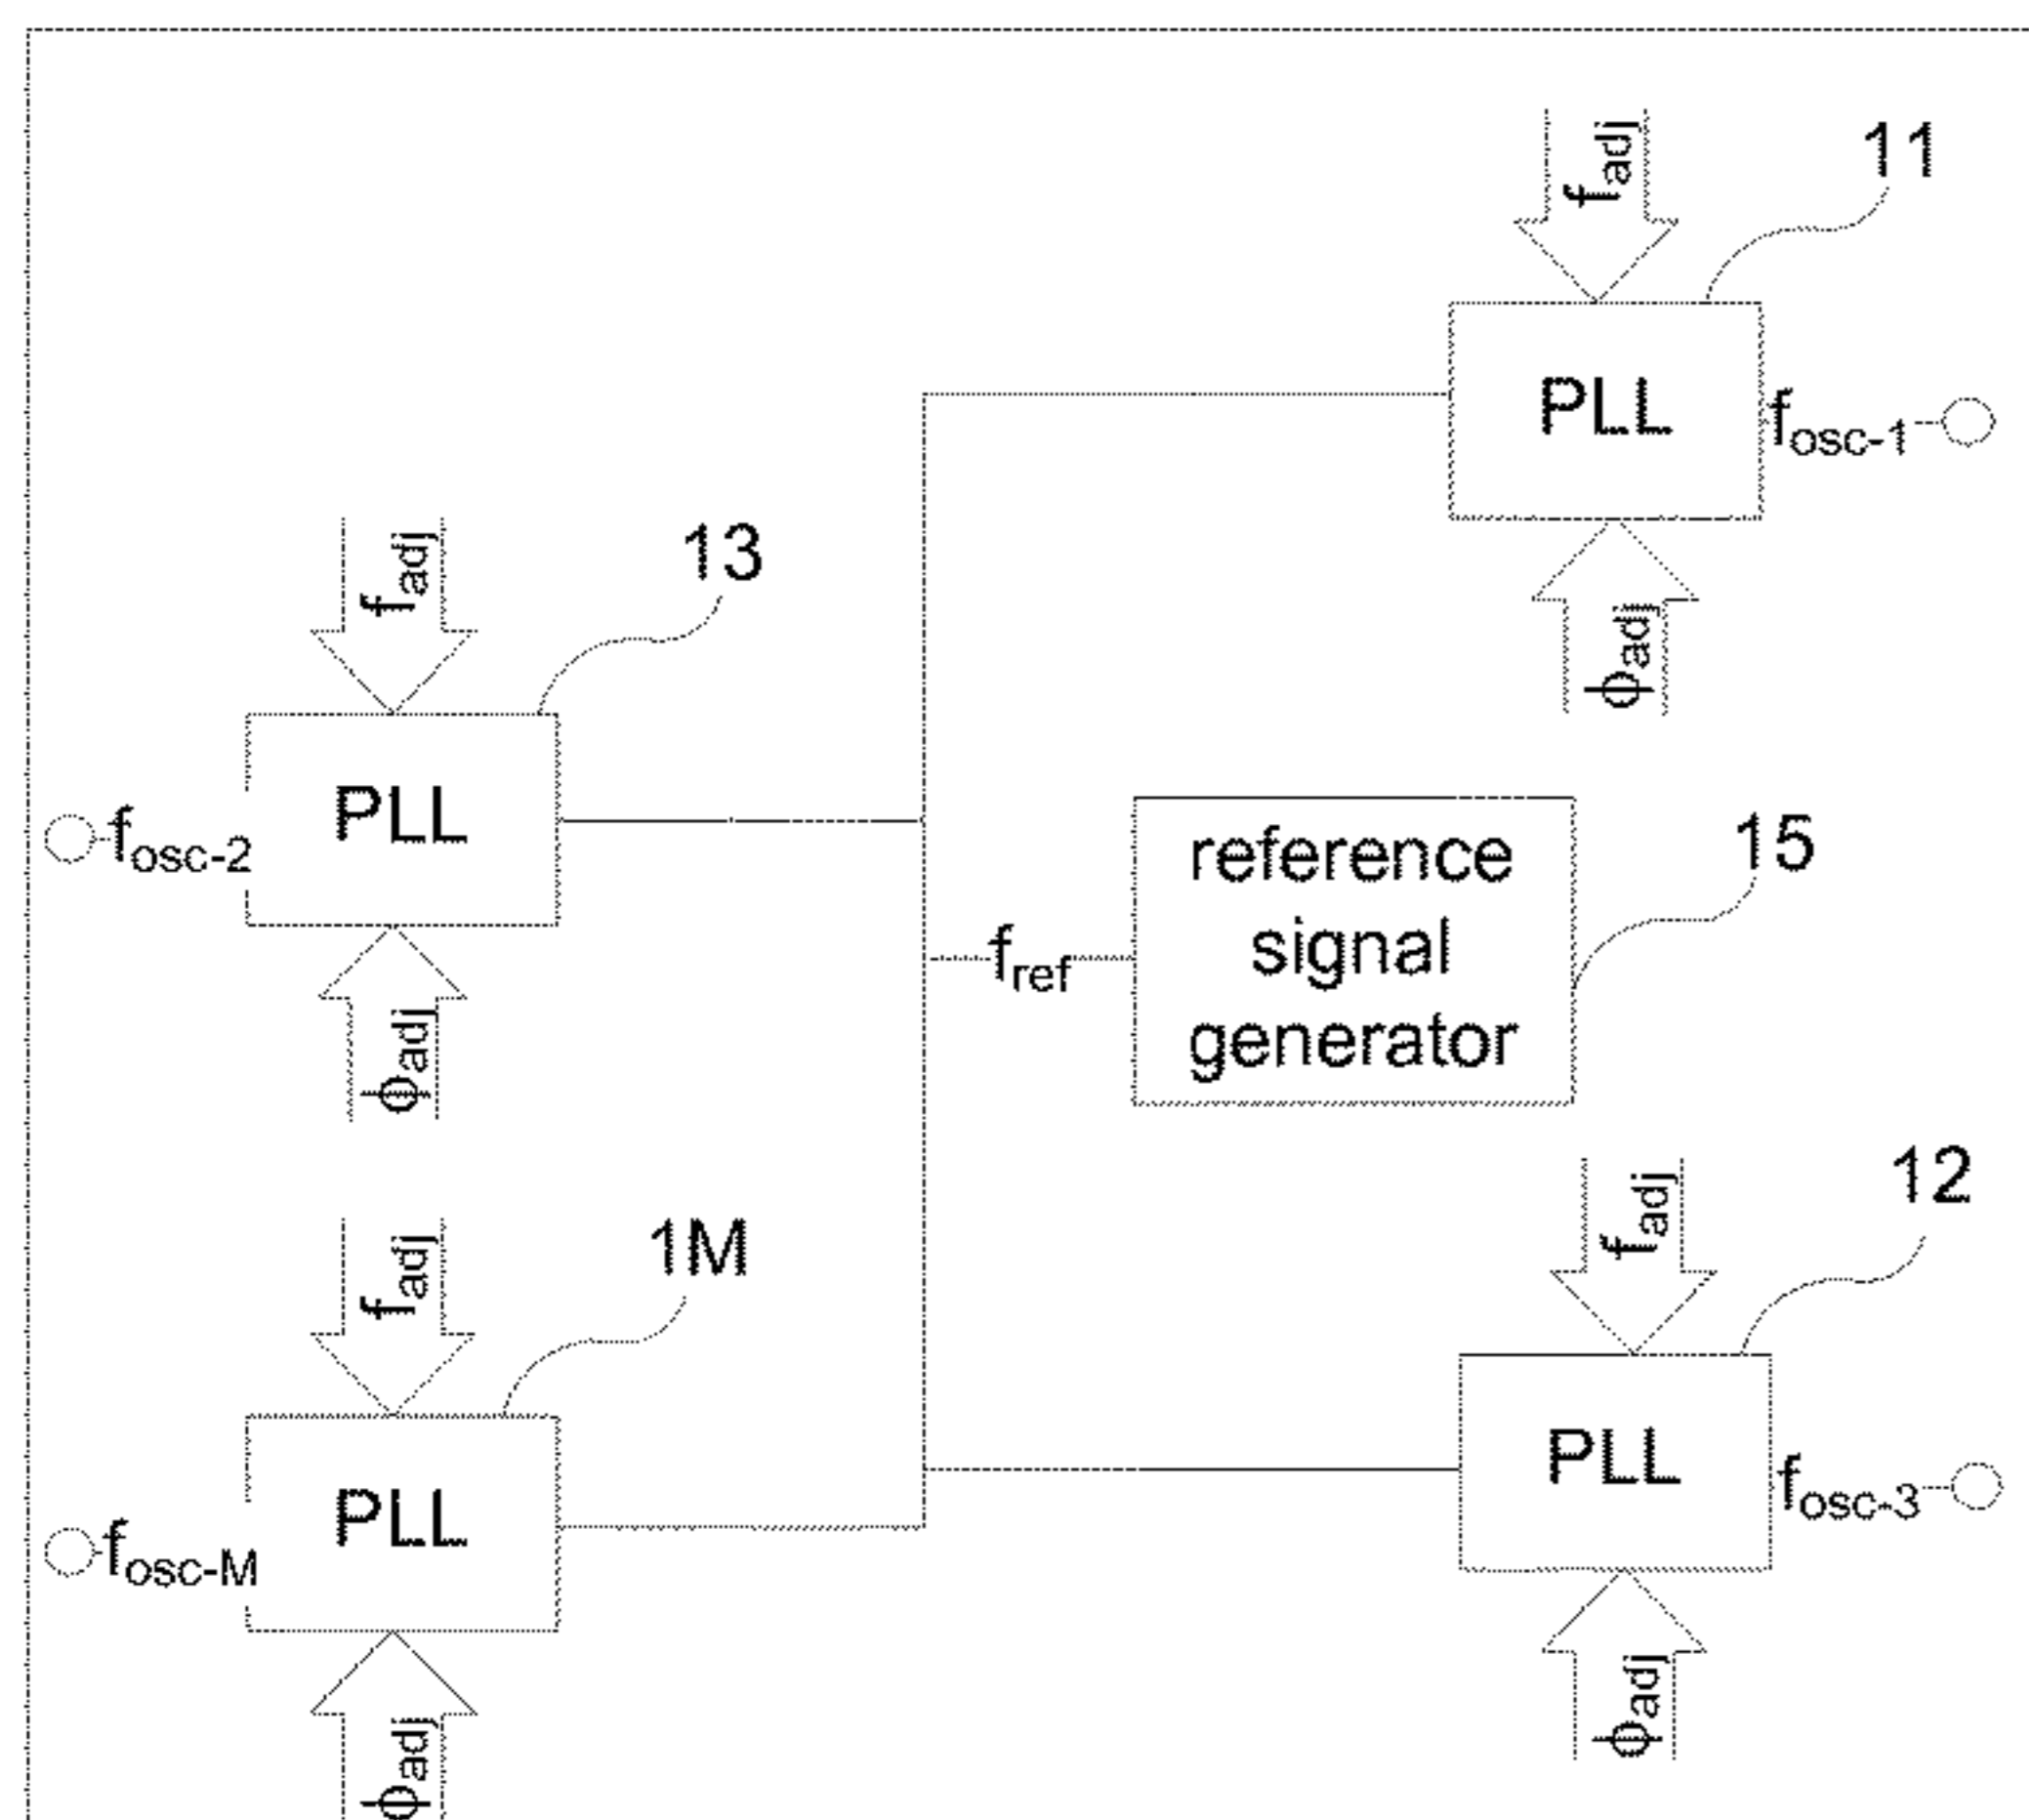 f_adj
11
PLL
f_osc-1
ϕ_adj
f_adj
13
PLL
f_osc-2
ϕ_adj
reference
signal
generator
15
f_ref
f_adj
12
PLL
f_osc-3
ϕ_adj
f_adj
1M
PLL
f_osc-M
ϕ_adj